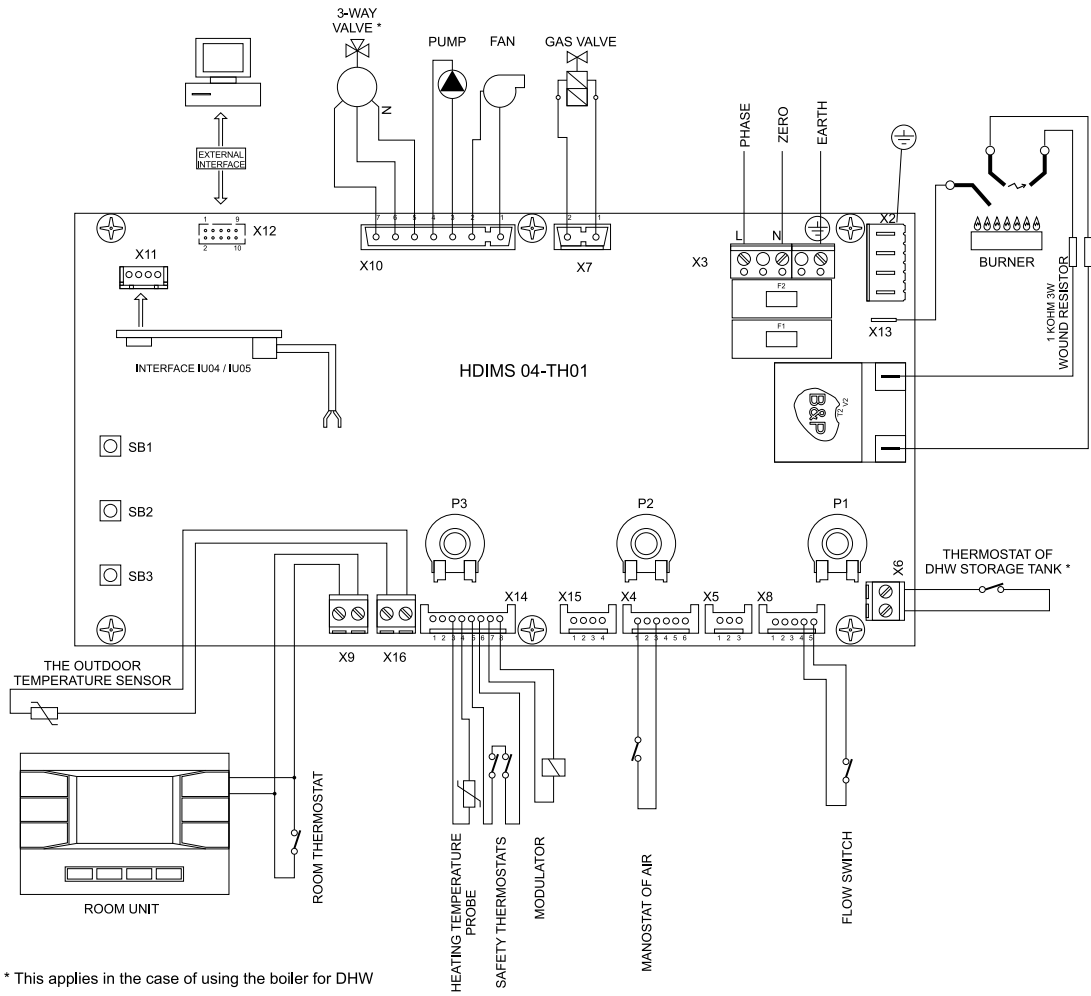 3-WAY
VALVE *
PUMP
FAN
GAS VALVE
N
EXTERNAL
INTERFACE
PHASE
ZERO
EARTH
1 9
2 10
X12
X11
7 6 5 4 3 2 1
X10
2 1
X7
L N
X3
F2
F1
X2
X13
BURNER
1 KOHM 3W
WOUND RESISTOR
INTERFACE IU04 / IU05
HDIMS 04-TH01
B&P
T2 V2
SB1
SB2
SB3
P3
P2
P1
X14
1 2 3 4 5 6 7 8
X15
1 2 3 4
X4
1 2 3 4 5 6
X5
1 2 3
X8
1 2 3 4 5
X6
THERMOSTAT OF
DHW STORAGE TANK *
X9
X16
THE OUTDOOR
TEMPERATURE SENSOR
ROOM UNIT
ROOM THERMOSTAT
HEATING TEMPERATURE
PROBE
SAFETY THERMOSTATS
MODULATOR
MANOSTAT OF AIR
FLOW SWITCH
* This applies in the case of using the boiler for DHW